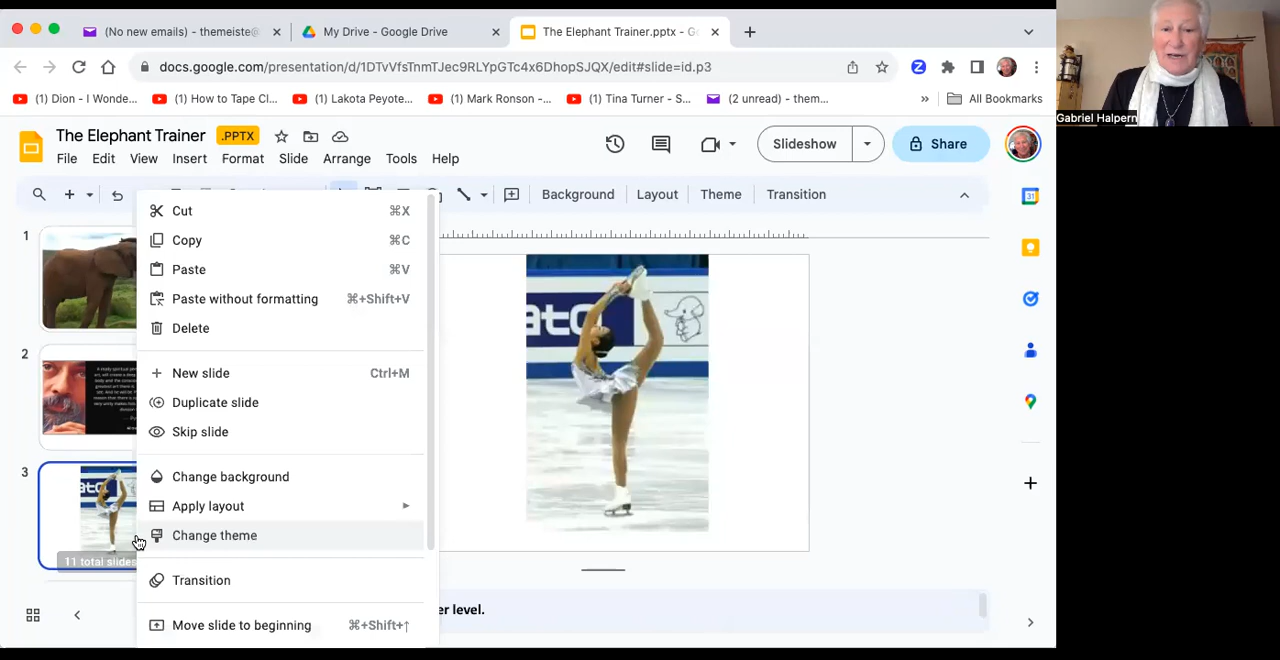 (No new emails) - themeiste@
My Drive - Google Drive
The Elephant Trainer.pptx - G
docs.google.com/presentation/d/1DTvVfsTnmTJec9RLYpGTc4x6DhopSJQX/edit#slide=id.p3
(1) Dion - I Wonde...
(1) How to Tape Cl...
(1) Lakota Peyote...
(1) Mark Ronson -...
(1) Tina Turner - S...
(2 unread) - them...
All Bookmarks
Gabriel Halpern
The Elephant Trainer .PPTX
File Edit View Insert Format Slide Arrange Tools Help
Slideshow
Share
Background Layout Theme Transition
Cut ⌘X
Copy ⌘C
Paste ⌘V
Paste without formatting ⌘+Shift+V
Delete
New slide Ctrl+M
Duplicate slide
Skip slide
Change background
Apply layout
Change theme
Transition
Move slide to beginning ⌘+Shift+↑
1
2
3
11 total slides
ato
er level.
31